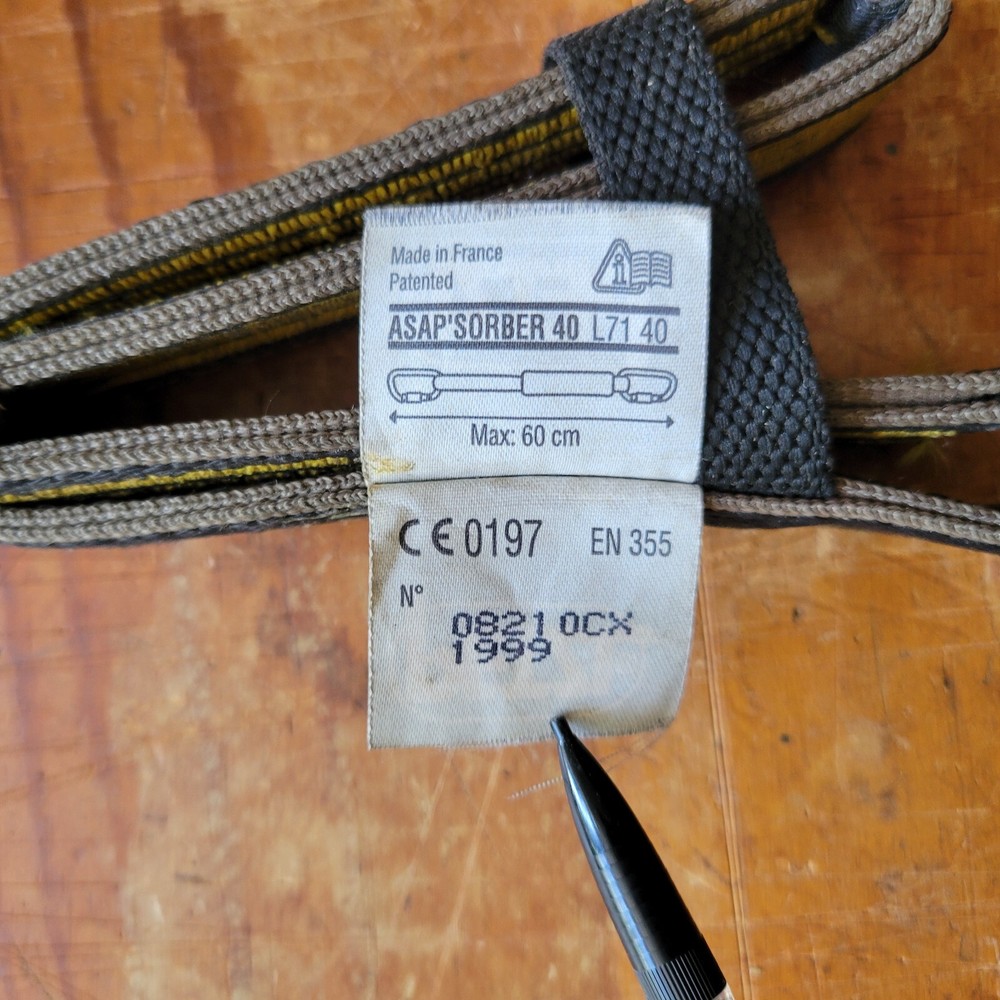 Made in France
Patented
ASAP'SORBER 40 L71 40
Max: 60 cm
CE 0197 EN 355
N°
08210CX
1999